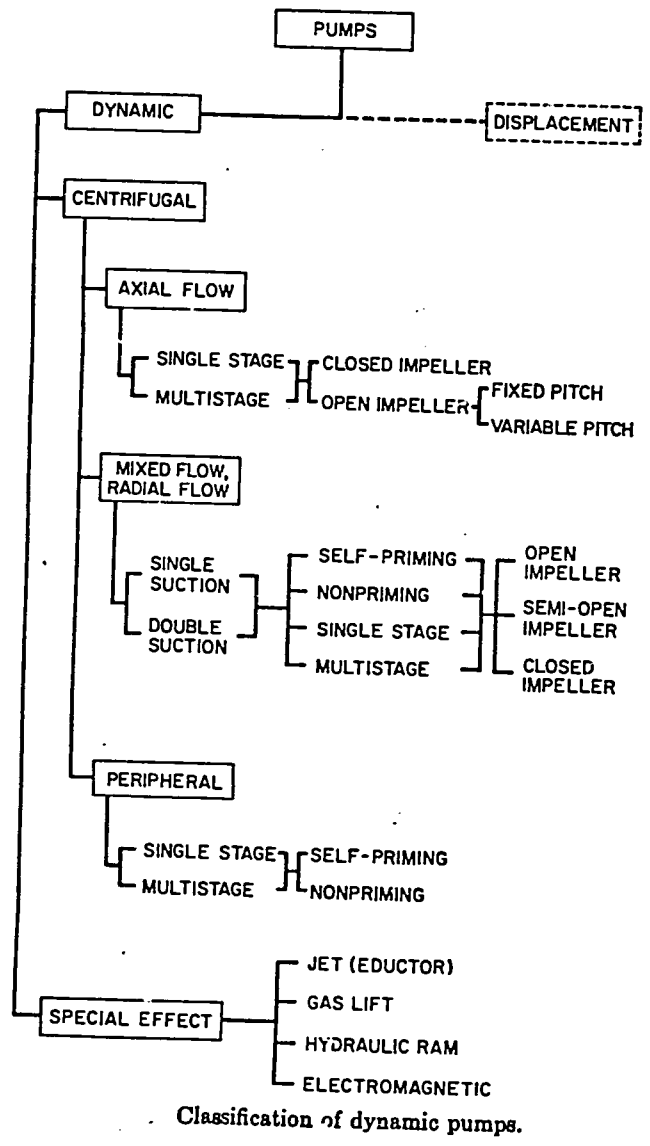 PUMPS
DYNAMIC
DISPLACEMENT
CENTRIFUGAL
AXIAL FLOW
SINGLE STAGE
MULTISTAGE
CLOSED IMPELLER
OPEN IMPELLER
FIXED PITCH
VARIABLE PITCH
MIXED FLOW,
RADIAL FLOW
SINGLE
SUCTION
DOUBLE
SUCTION
SELF-PRIMING
NONPRIMING
SINGLE STAGE
MULTISTAGE
OPEN
IMPELLER
SEMI-OPEN
IMPELLER
CLOSED
IMPELLER
PERIPHERAL
SINGLE STAGE
MULTISTAGE
SELF-PRIMING
NONPRIMING
SPECIAL EFFECT
JET (EDUCTOR)
GAS LIFT
HYDRAULIC RAM
ELECTROMAGNETIC
Classification of dynamic pumps.